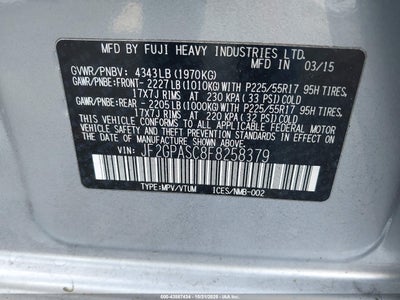 MFD BY FUJI HEAVY INDUSTRIES LTD.
GVWR/PNBV: 4343LB (1970KG) IN 03/15
GAWR/PNBE:FRONT- 2227LB (1010KG)WITH P225/55R17 95H TIRES,
17X7J RIMS AT 230 KPA (33 PSI)COLD
GAWR/PNBE:REAR - 2205LB (1000KG)WITH P225/55R17 95H TIRES,
17X7J RIMS AT 220 KPA (32 PSI)COLD
THIS VEHICLE CONFORMS TO ALL APPLICABLE FEDERAL
MOTOR VEHICLE SAFETY, BUMPER, AND THEFT PREVENTION
STANDARDS IN EFFECT ON THE DATE OF MANUFACTURE
SHOWN ABOVE.
VIN: JF2GPASC8F8258379
TYPE:MPV/VTUM ICES/NMB-002